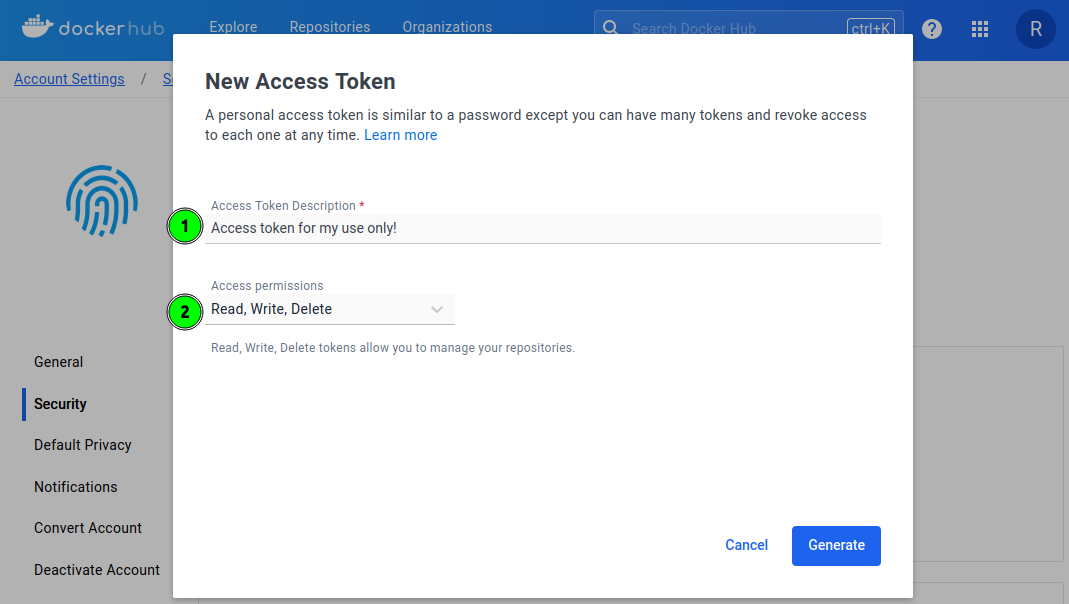 dockerhub Explore Repositories Organizations Search Docker Hub ctrl+K ? R
Account Settings /
New Access Token
A personal access token is similar to a password except you can have many tokens and revoke access
to each one at any time. Learn more
Access Token Description *
1 Access token for my use only!
Access permissions
2 Read, Write, Delete
Read, Write, Delete tokens allow you to manage your repositories.
General
Security
Default Privacy
Notifications
Convert Account
Deactivate Account
Cancel Generate